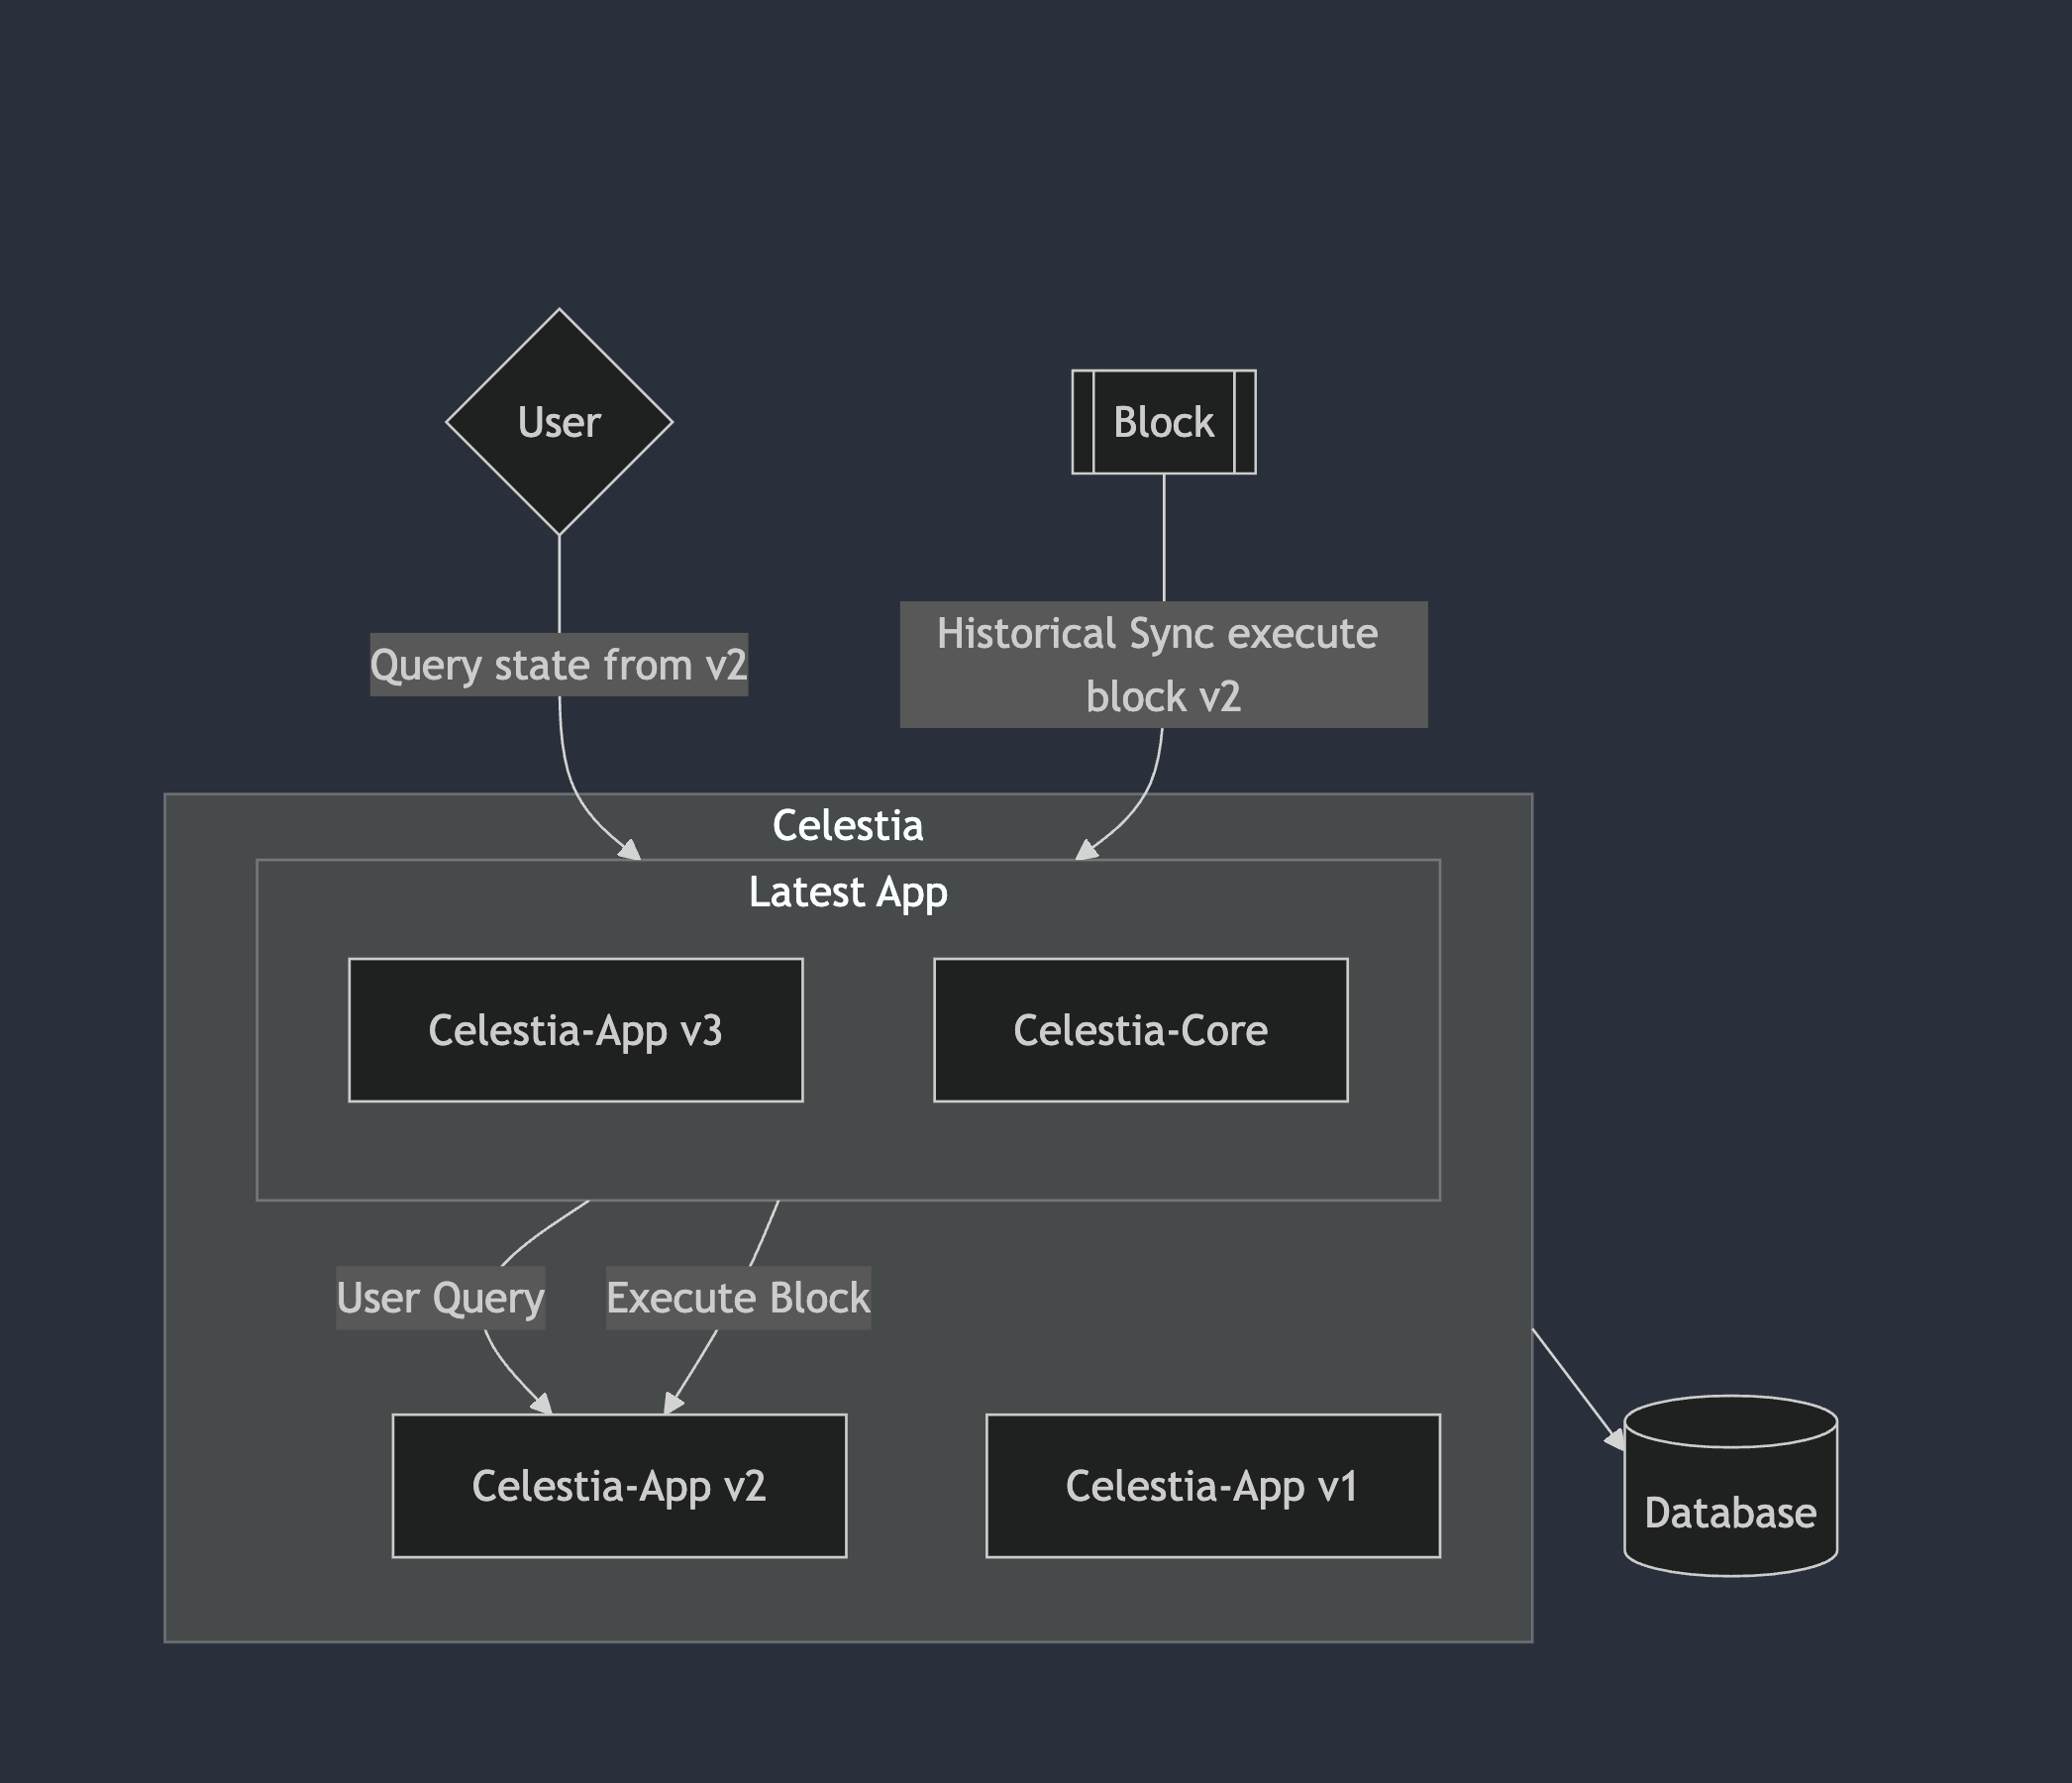 User
Block
Query state from v2
Historical Sync execute
block v2
Celestia
Latest App
Celestia-App v3
Celestia-Core
User Query
Execute Block
Celestia-App v2
Celestia-App v1
Database